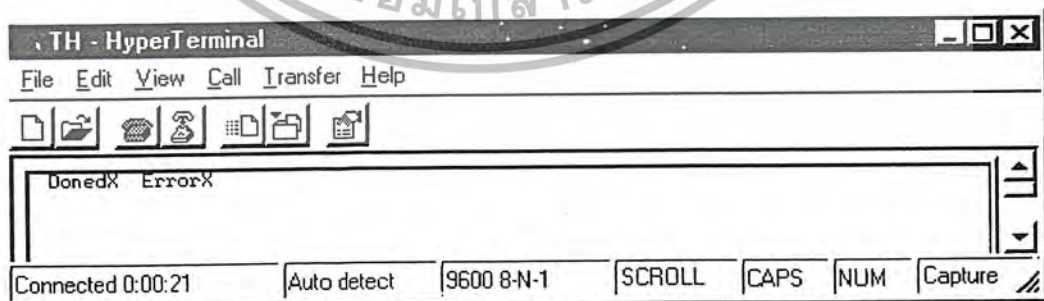 TH - HyperTerminal
File Edit View Call Transfer Help
DonedX ErrorX
Connected 0:00:21 Auto detect 9600 8-N-1 SCROLL CAPS NUM Capture